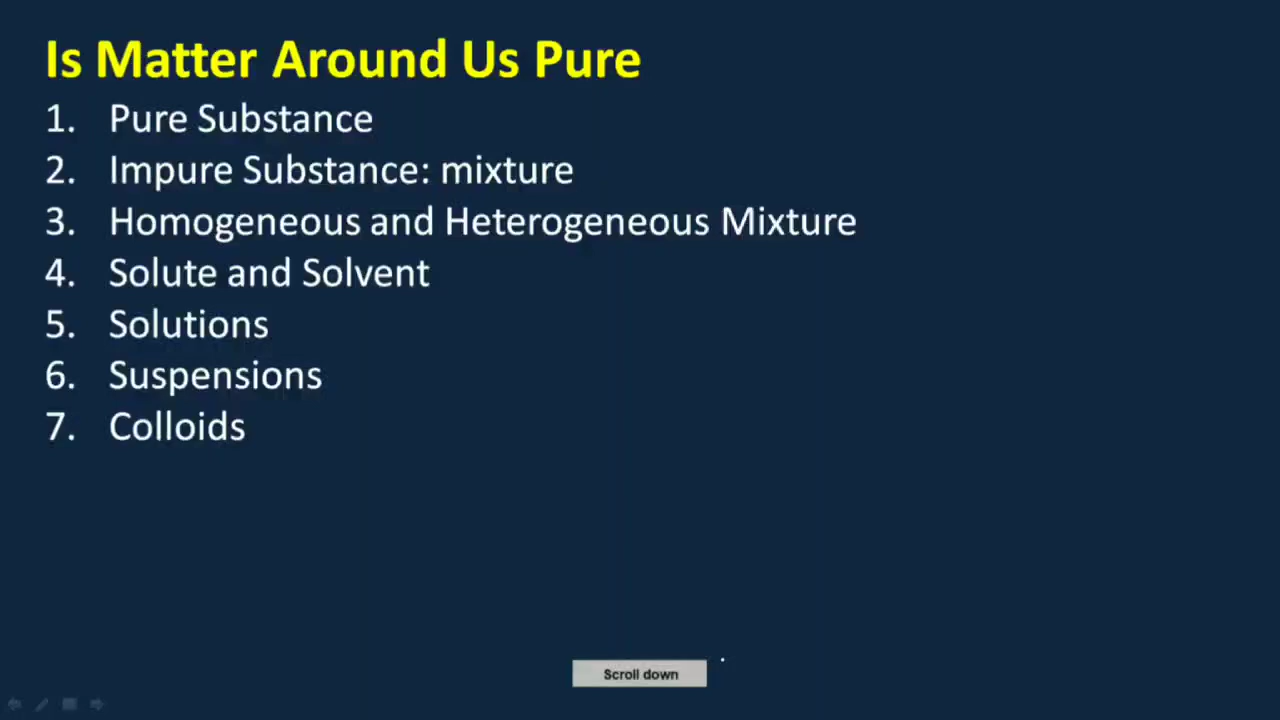 Is Matter Around Us Pure
1. Pure Substance
2. Impure Substance: mixture
3. Homogeneous and Heterogeneous Mixture
4. Solute and Solvent
5. Solutions
6. Suspensions
7. Colloids
Scroll down